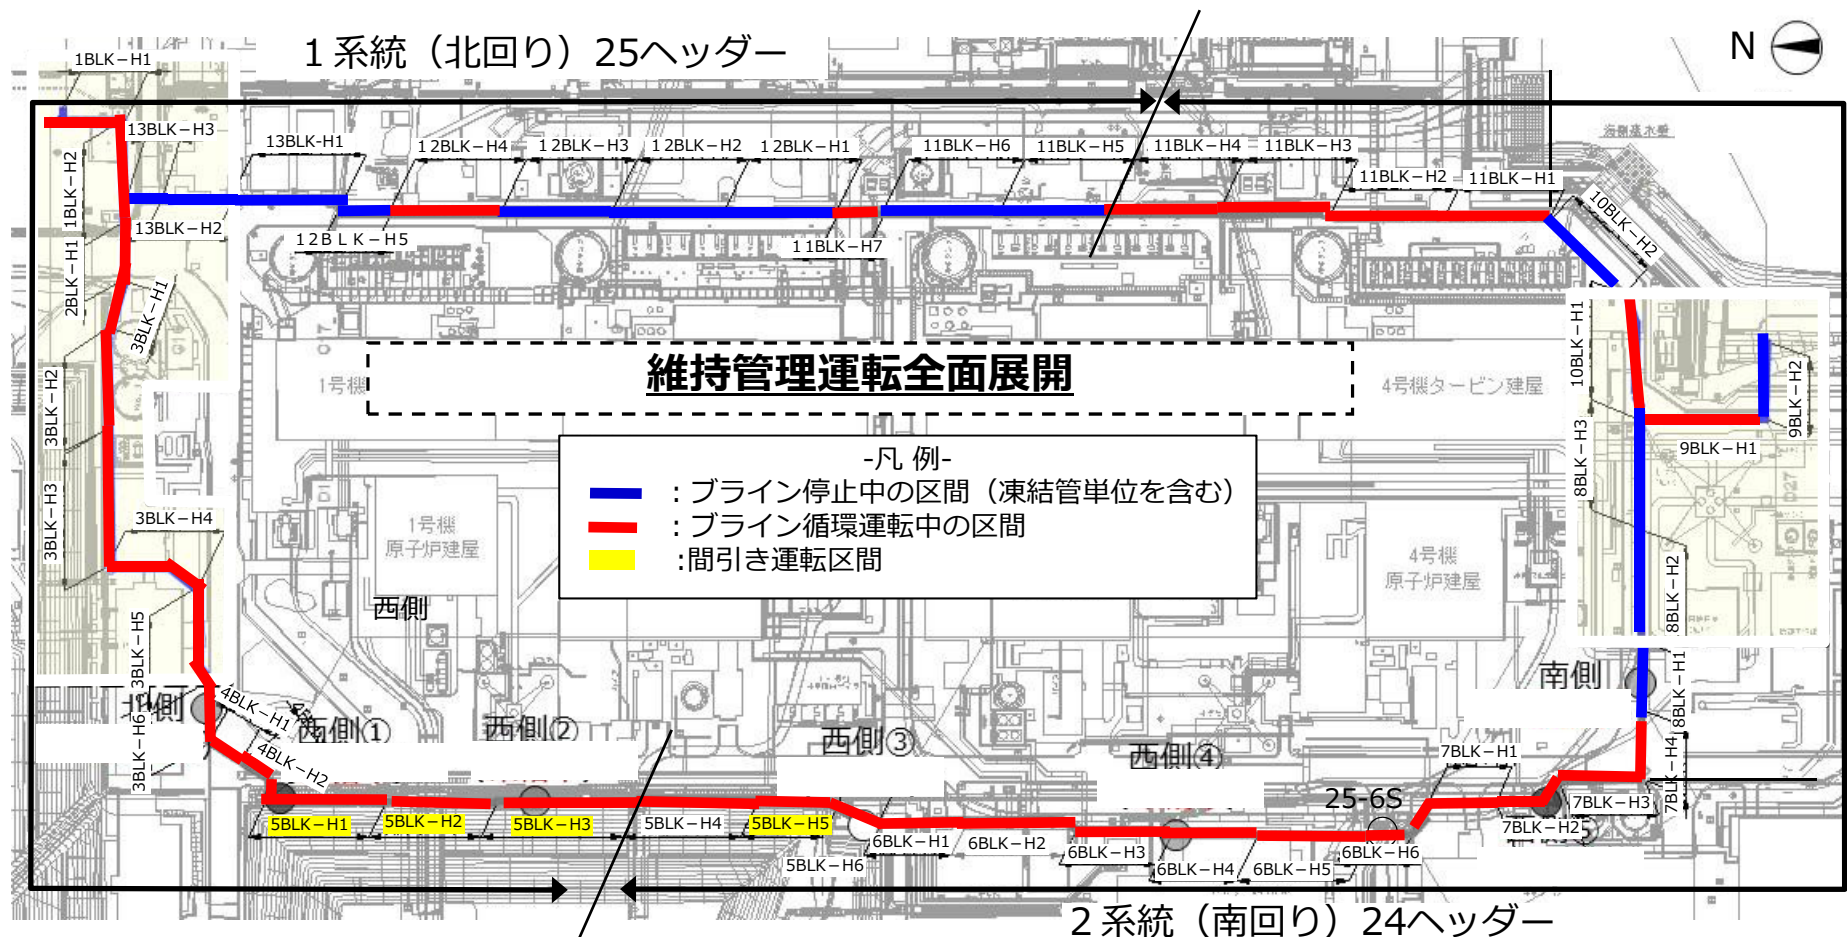 1系統（北回り）25ヘッダー
N
1BLK－H1
13BLK－H3
13BLK-H1
12BLK－H4
12BLK－H3
12BLK－H2
12BLK－H1
11BLK－H6
11BLK－H5
11BLK－H4
11BLK－H3
11BLK－H2
11BLK－H1
10BLK－H2
海側遮水壁
1BLK－H2
13BLK－H2
12BLK－H5
11BLK－H7
2BLK－H1
3BLK－H1
10BLK－H1
維持管理運転全面展開
1号機
4号機タービン建屋
3BLK－H2
9BLK－H2
9BLK－H1
8BLK－H3
-凡 例-
：ブライン停止中の区間（凍結管単位を含む）
：ブライン循環運転中の区間
:間引き運転区間
3BLK－H3
3BLK－H4
1号機
原子炉建屋
4号機
原子炉建屋
D27
8BLK－H2
西側
3BLK－H5
8BLK－H1
南側
北側
4BLK－H1
3BLK－H6
西側①
西側②
西側③
西側④
4BLK－H2
7BLK－H1
7BLK－H4
25-6S
7BLK－H3
7BLK－H2
5BLK－H1
5BLK－H2
5BLK－H3
5BLK－H4
5BLK－H5
5BLK－H6
6BLK－H1
6BLK－H2
6BLK－H3
6BLK－H4
6BLK－H5
6BLK－H6
2系統（南回り）24ヘッダー